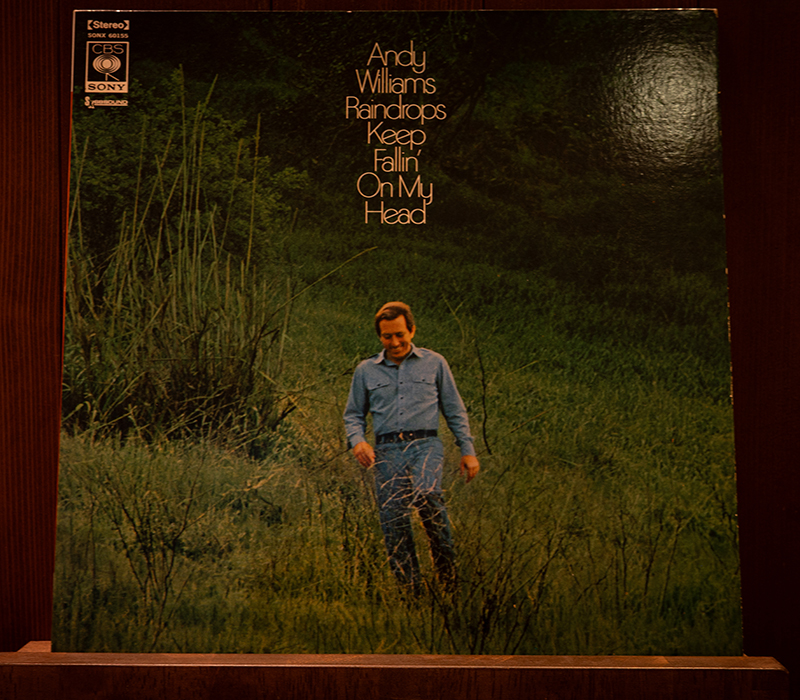 【Stereo】
SONX 60155
CBS
SONY
Andy
Williams
Raindrops
Keep
Fallin'
On My
Head